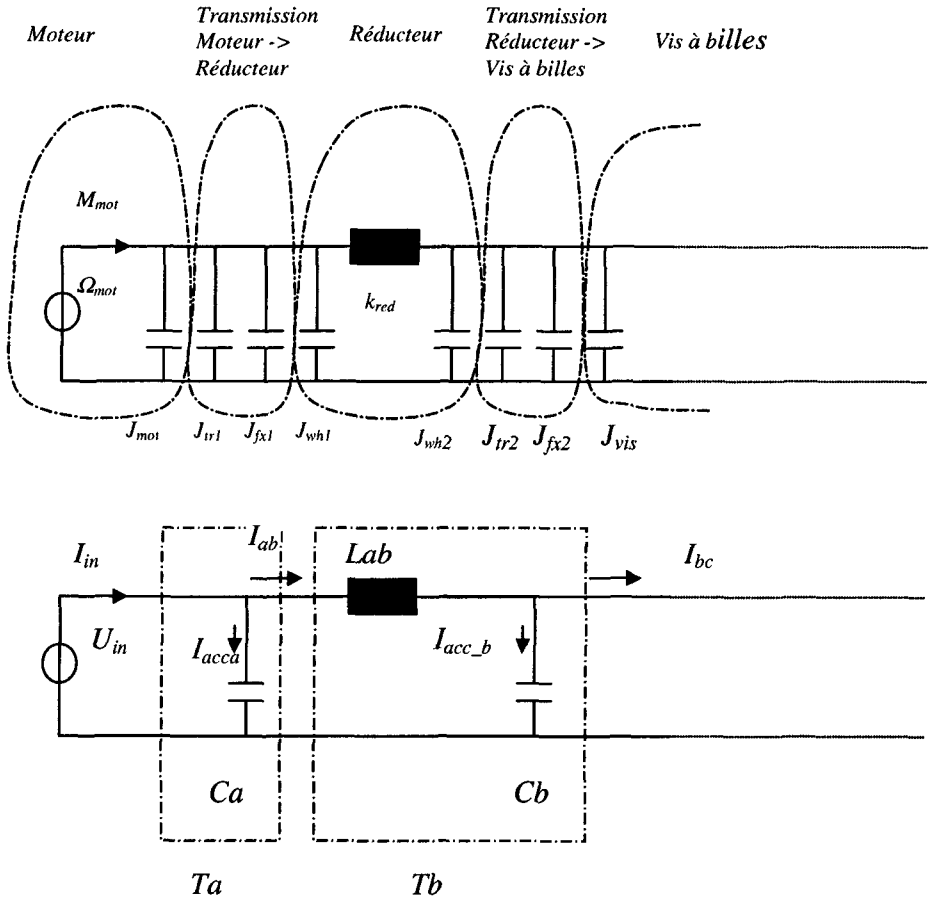 Moteur
Transmission
Moteur ->
Réducteur
Réducteur
Transmission
Réducteur ->
Vis à billes
Vis à billes
M_mot
Ω_mot
k_red
J_mot
J_tr1
J_fx1
J_wh1
J_wh2
J_tr2
J_fx2
J_vis
I_in
I_ab
Lab
I_bc
U_in
I_acca
I_acc_b
Ca
Cb
Ta
Tb